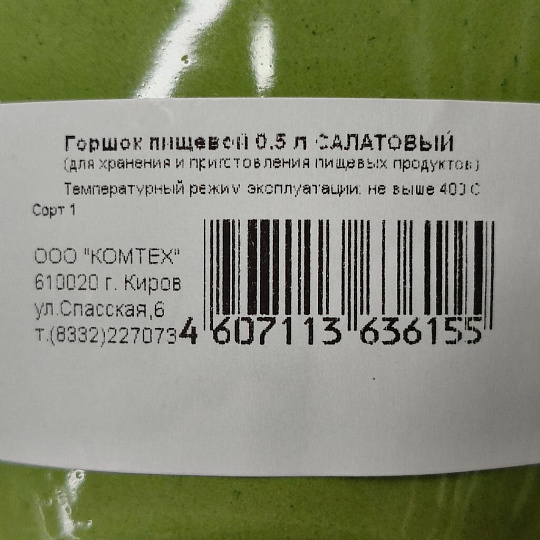 Горшок пищевой 0.5 л САЛАТОВЫЙ
(для хранения и приготовления пищевых продуктов)
Температурный режим эксплуатации: не выше 400 С
Сорт 1
ООО "КОМТЕХ"
610020 г. Киров
ул.Спасская,6
т.(8332)227073
4 607113 636155